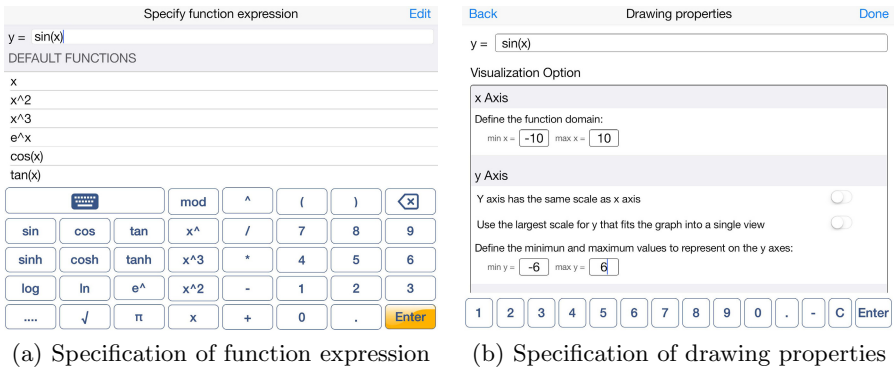 Specify function expression Edit
y = sin(x)
DEFAULT FUNCTIONS
x
x^2
x^3
e^x
cos(x)
tan(x)
mod ^ ( )
sin cos tan x^ / 7 8 9
sinh cosh tanh x^3 * 4 5 6
log ln e^ x^2 - 1 2 3
.... √ π x + 0 . Enter
(a) Specification of function expression
Back Drawing properties Done
y = sin(x)
Visualization Option
x Axis
Define the function domain:
min x = -10 max x = 10
y Axis
Y axis has the same scale as x axis
Use the largest scale for y that fits the graph into a single view
Define the minimun and maximum values to represent on the y axes:
min y = -6 max y = 6
1 2 3 4 5 6 7 8 9 0 . - C Enter
(b) Specification of drawing properties